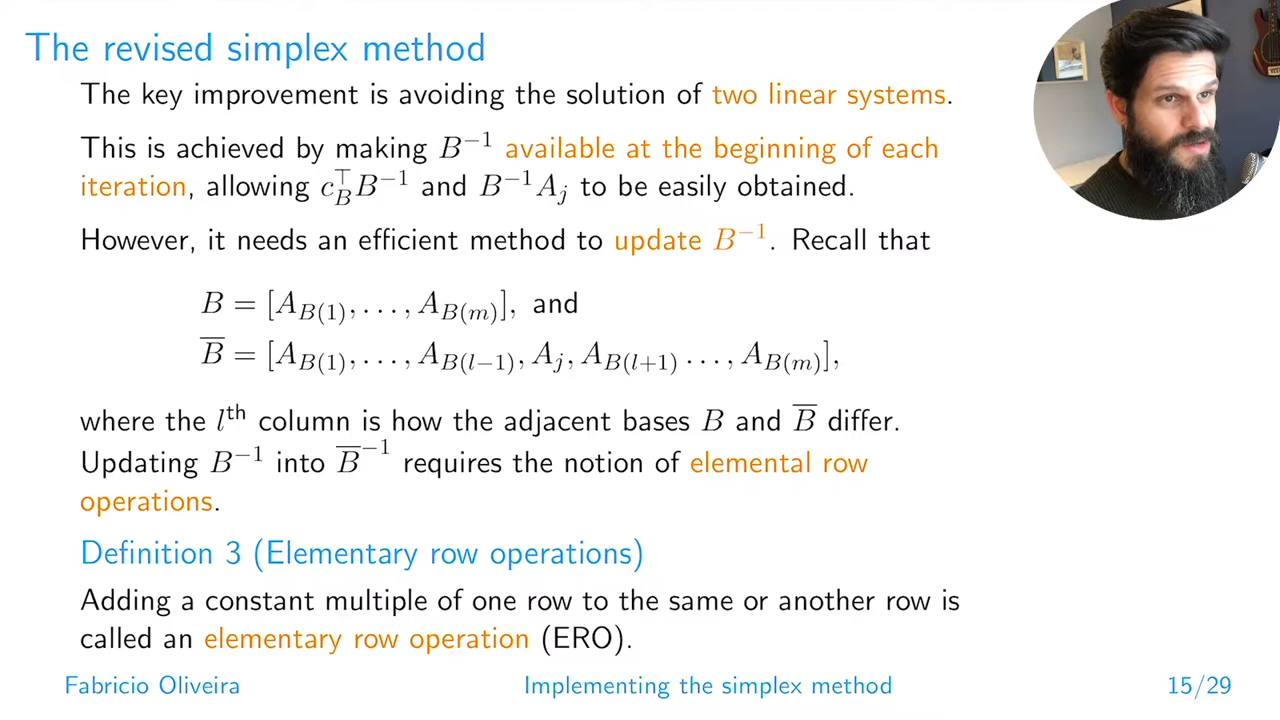 The revised simplex method
The key improvement is avoiding the solution of two linear systems.
This is achieved by making $B^{-1}$ available at the beginning of each
iteration, allowing $c_B^\top B^{-1}$ and $B^{-1}A_j$ to be easily obtained.
However, it needs an efficient method to update $B^{-1}$. Recall that
$B = [A_{B(1)}, \ldots, A_{B(m)}]$, and
$\overline{B} = [A_{B(1)}, \ldots, A_{B(l-1)}, A_j, A_{B(l+1)} \ldots, A_{B(m)}],$
where the $l^{\text{th}}$ column is how the adjacent bases $B$ and $\overline{B}$ differ.
Updating $B^{-1}$ into $\overline{B}^{-1}$ requires the notion of elemental row
operations.
Definition 3 (Elementary row operations)
Adding a constant multiple of one row to the same or another row is
called an elementary row operation (ERO).
Fabricio Oliveira Implementing the simplex method 15/29